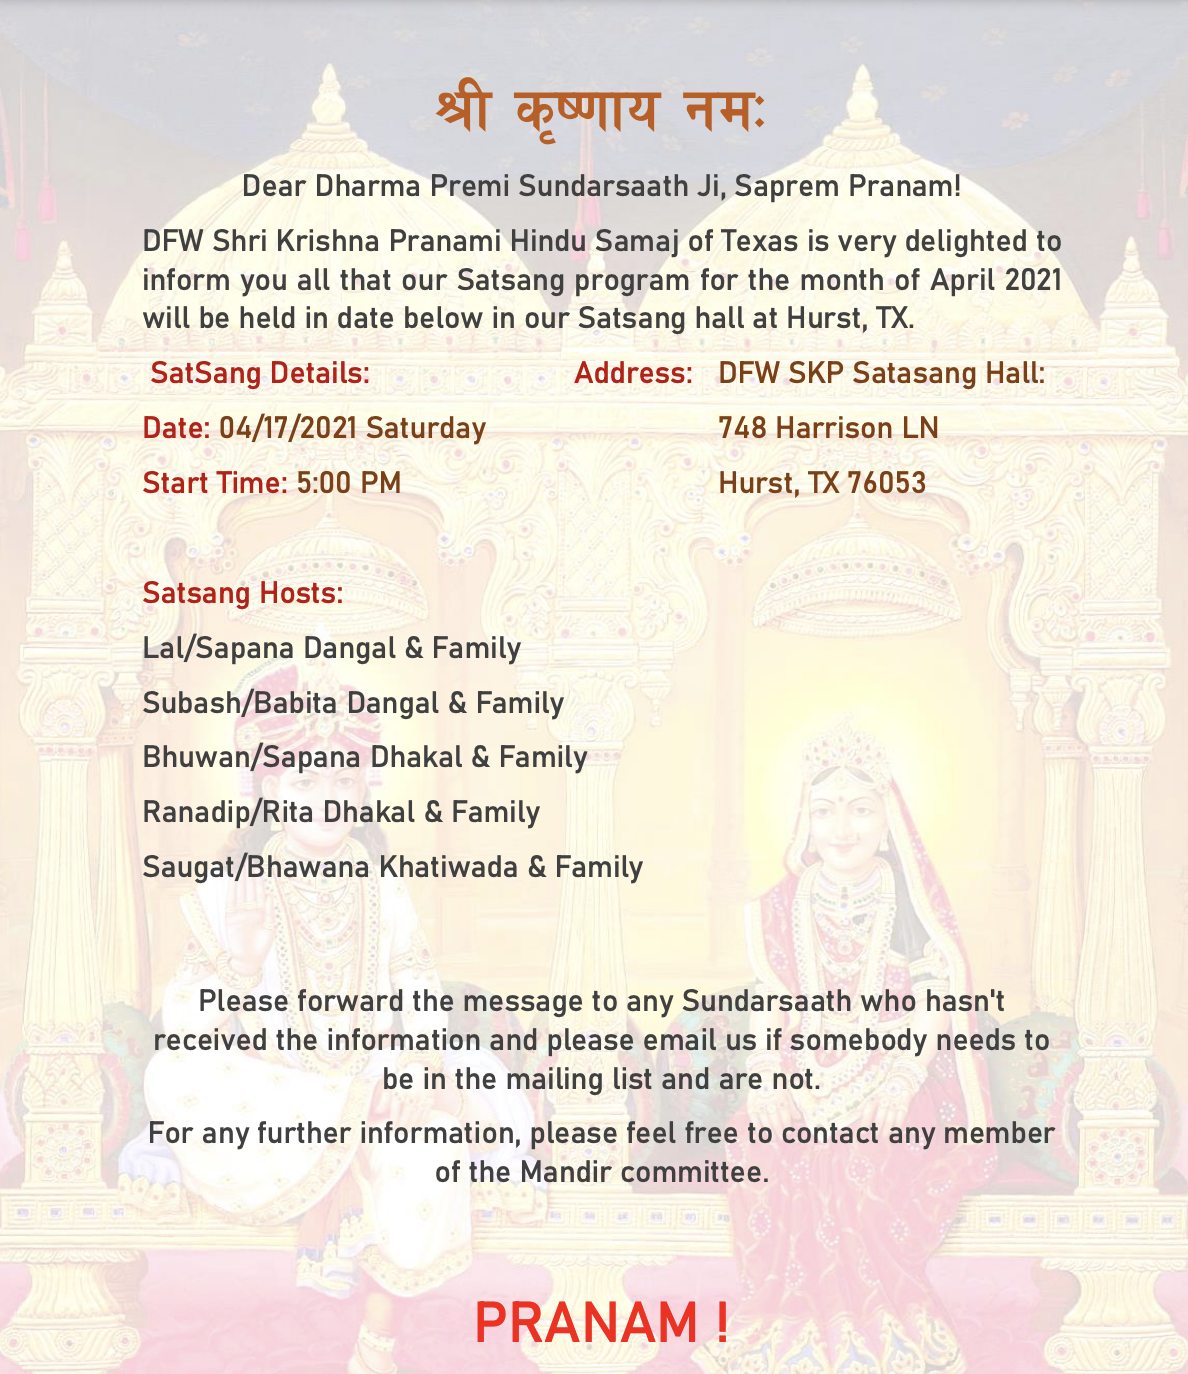 श्री कृष्णाय नमः
Dear Dharma Premi Sundarsaath Ji, Saprem Pranam!
DFW Shri Krishna Pranami Hindu Samaj of Texas is very delighted to
inform you all that our Satsang program for the month of April 2021
will be held in date below in our Satsang hall at Hurst, TX.
SatSang Details: Address: DFW SKP Satasang Hall:
Date: 04/17/2021 Saturday 748 Harrison LN
Start Time: 5:00 PM Hurst, TX 76053
Satsang Hosts:
Lal/Sapana Dangal & Family
Subash/Babita Dangal & Family
Bhuwan/Sapana Dhakal & Family
Ranadip/Rita Dhakal & Family
Saugat/Bhawana Khatiwada & Family
Please forward the message to any Sundarsaath who hasn't
received the information and please email us if somebody needs to
be in the mailing list and are not.
For any further information, please feel free to contact any member
of the Mandir committee.
PRANAM !